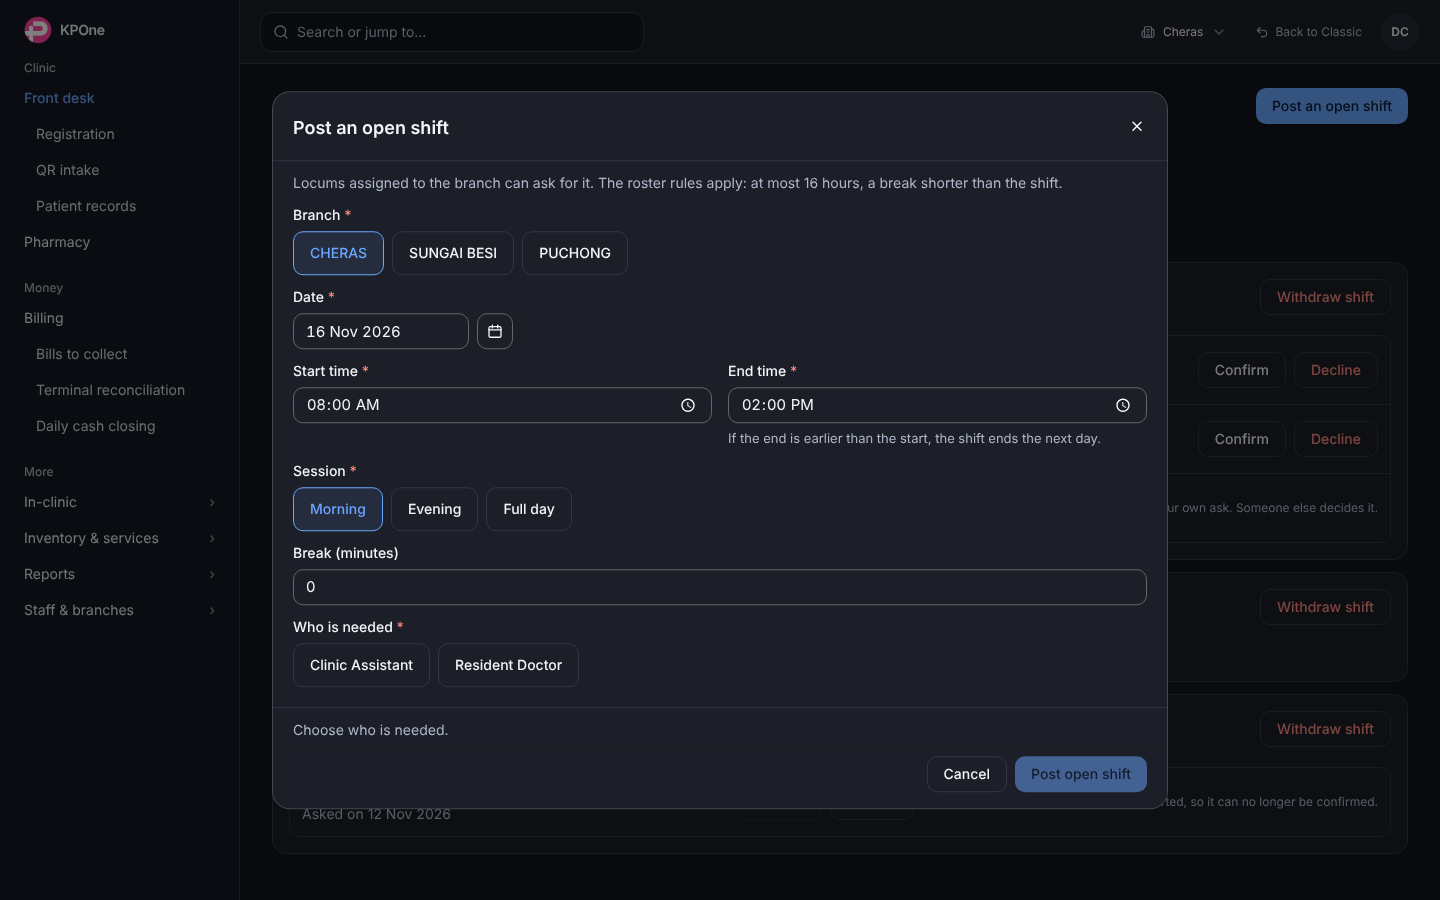 KPOne
Search or jump to...
Cheras
Back to Classic
DC
Clinic
Front desk
Registration
QR intake
Patient records
Pharmacy
Money
Billing
Bills to collect
Terminal reconciliation
Daily cash closing
More
In-clinic
Inventory & services
Reports
Staff & branches
Post an open shift
Post an open shift
Locums assigned to the branch can ask for it. The roster rules apply: at most 16 hours, a break shorter than the shift.
Branch *
CHERAS
SUNGAI BESI
PUCHONG
Date *
16 Nov 2026
Start time *
08:00 AM
End time *
02:00 PM
If the end is earlier than the start, the shift ends the next day.
Session *
Morning
Evening
Full day
Break (minutes)
0
Who is needed *
Clinic Assistant
Resident Doctor
Choose who is needed.
Cancel
Post open shift
Withdraw shift
Confirm
Decline
Confirm
Decline
own ask. Someone else decides it.
Withdraw shift
Withdraw shift
so it can no longer be confirmed.
Asked on 12 Nov 2026